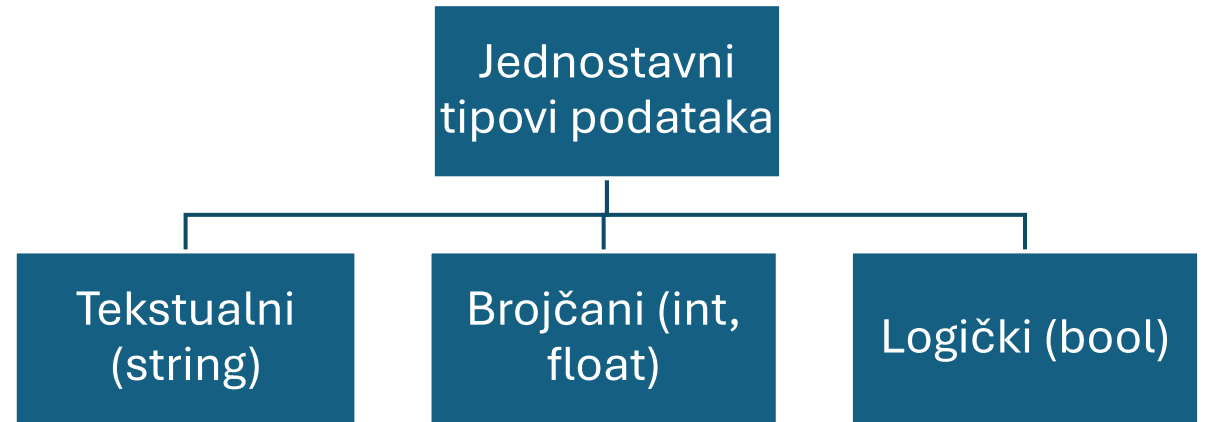 Jednostavni
tipovi podataka
Tekstualni
(string)
Brojčani (int,
float)
Logički (bool)